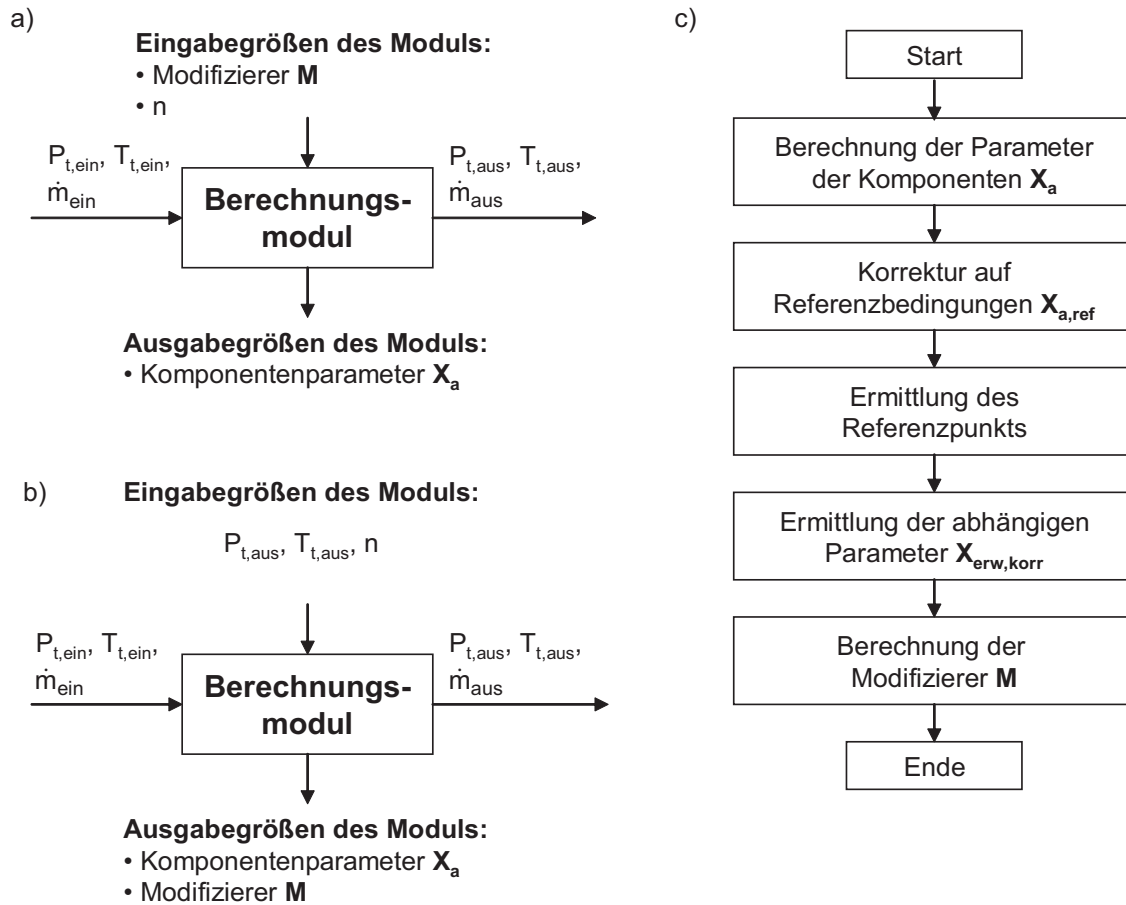 a)
Eingabegrößen des Moduls:
• Modifizierer M
• n
P_t,ein, T_t,ein,
ṁ_ein
P_t,aus, T_t,aus,
ṁ_aus
Berechnungs-
modul
Ausgabegrößen des Moduls:
• Komponentenparameter X_a
b)
Eingabegrößen des Moduls:
P_t,aus, T_t,aus, n
P_t,ein, T_t,ein,
ṁ_ein
P_t,aus, T_t,aus,
ṁ_aus
Berechnungs-
modul
Ausgabegrößen des Moduls:
• Komponentenparameter X_a
• Modifizierer M
c)
Start
Berechnung der Parameter
der Komponenten X_a
Korrektur auf
Referenzbedingungen X_a,ref
Ermittlung des
Referenzpunkts
Ermittlung der abhängigen
Parameter X_erw,korr
Berechnung der
Modifizierer M
Ende